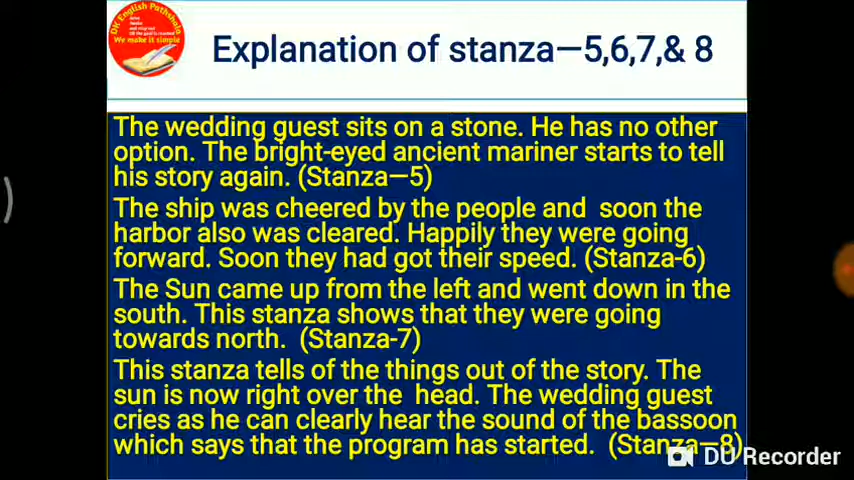 DK English Pathshala
We make it simple
Explanation of stanza—5,6,7,& 8
The wedding guest sits on a stone. He has no other
option. The bright-eyed ancient mariner starts to tell
his story again. (Stanza—5)
The ship was cheered by the people and soon the
harbor also was cleared. Happily they were going
forward. Soon they had got their speed. (Stanza-6)
The Sun came up from the left and went down in the
south. This stanza shows that they were going
towards north. (Stanza-7)
This stanza tells of the things out of the story. The
sun is now right over the head. The wedding guest
cries as he can clearly hear the sound of the bassoon
which says that the program has started. (Stanza—8)
DU Recorder